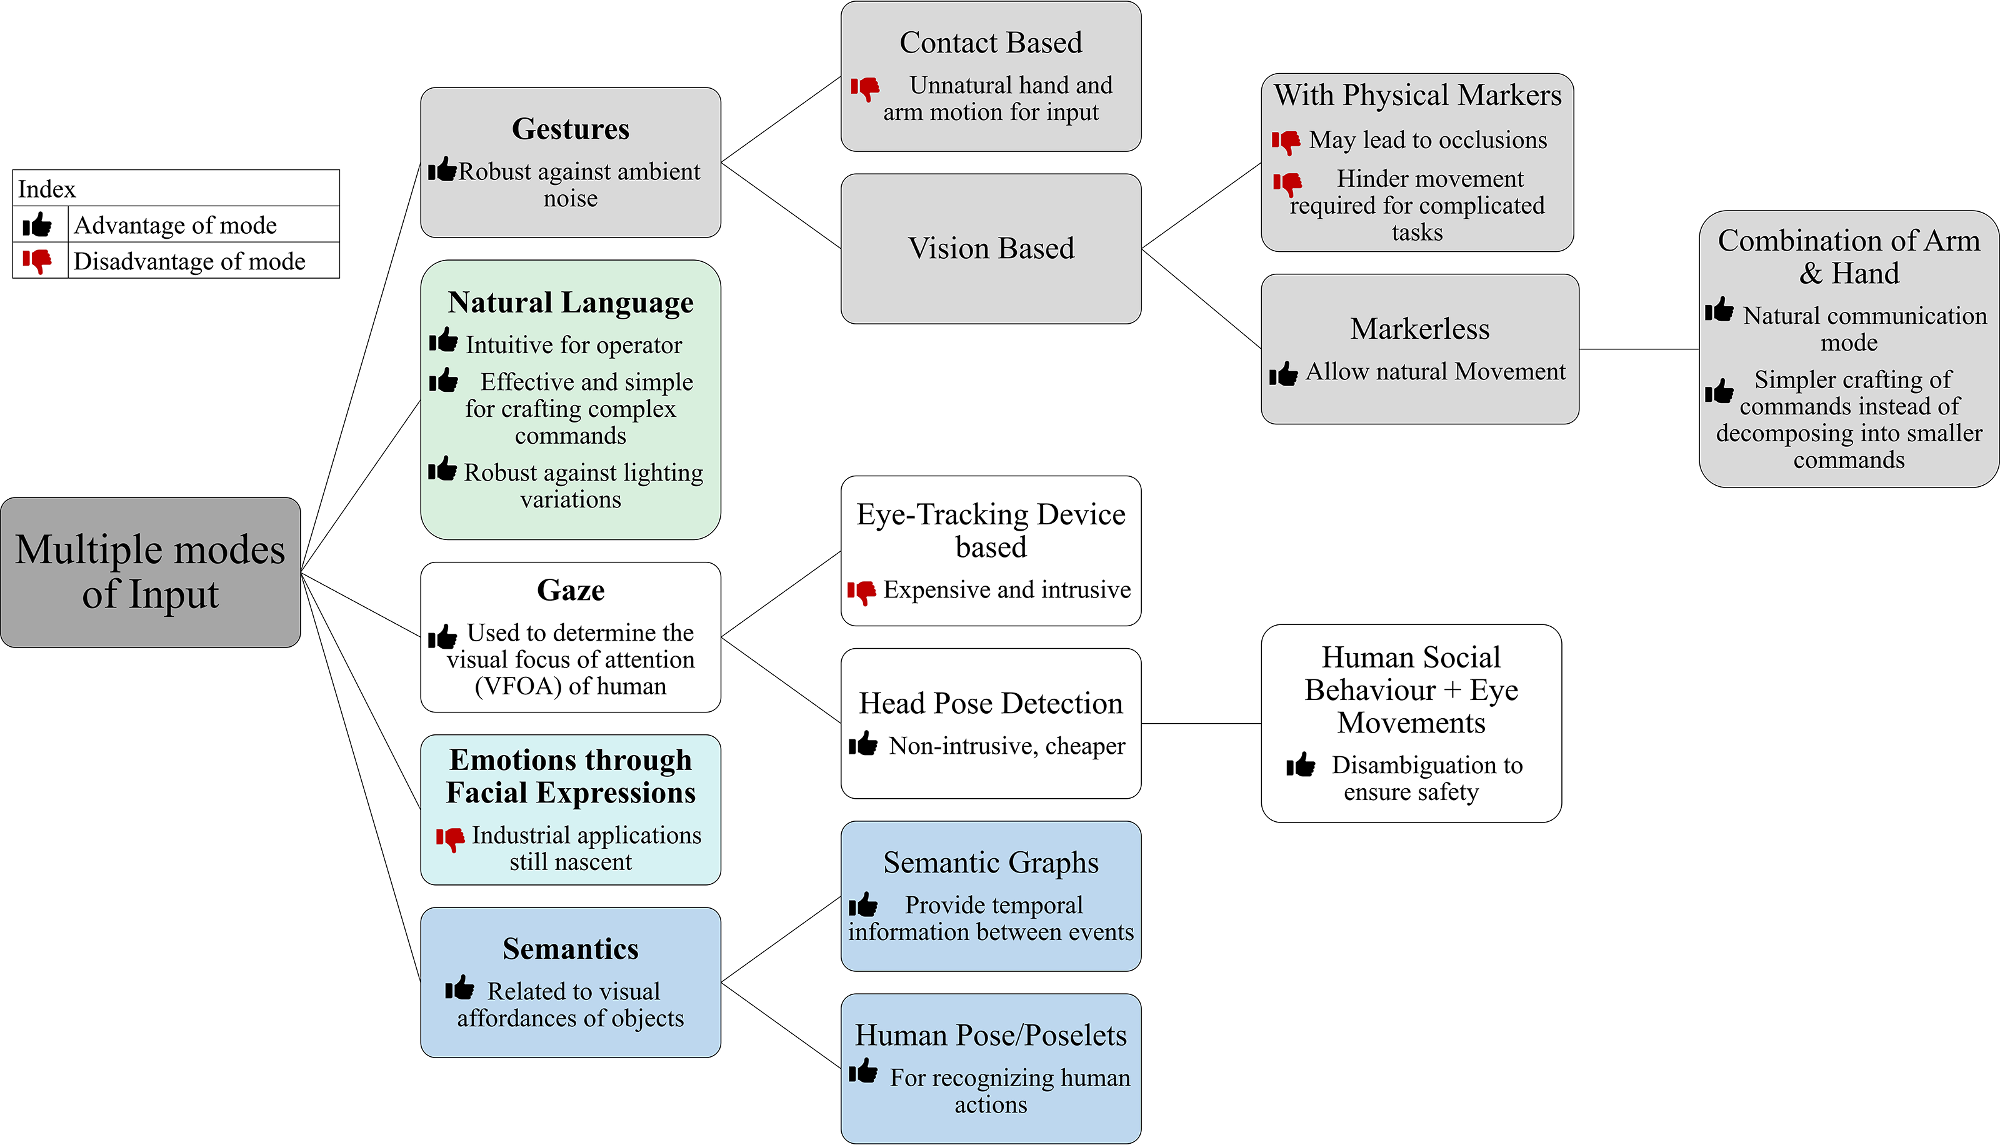 Index
Advantage of mode
Disadvantage of mode
Multiple modes
of Input
Gestures
Robust against ambient
noise
Natural Language
Intuitive for operator
Effective and simple
for crafting complex
commands
Robust against lighting
variations
Gaze
Used to determine the
visual focus of attention
(VFOA) of human
Emotions through
Facial Expressions
Industrial applications
still nascent
Semantics
Related to visual
affordances of objects
Contact Based
Unnatural hand and
arm motion for input
Vision Based
Eye-Tracking Device
based
Expensive and intrusive
Head Pose Detection
Non-intrusive, cheaper
Semantic Graphs
Provide temporal
information between events
Human Pose/Poselets
For recognizing human
actions
With Physical Markers
May lead to occlusions
Hinder movement
required for complicated
tasks
Markerless
Allow natural Movement
Human Social
Behaviour + Eye
Movements
Disambiguation to
ensure safety
Combination of Arm
& Hand
Natural communication
mode
Simpler crafting of
commands instead of
decomposing into smaller
commands